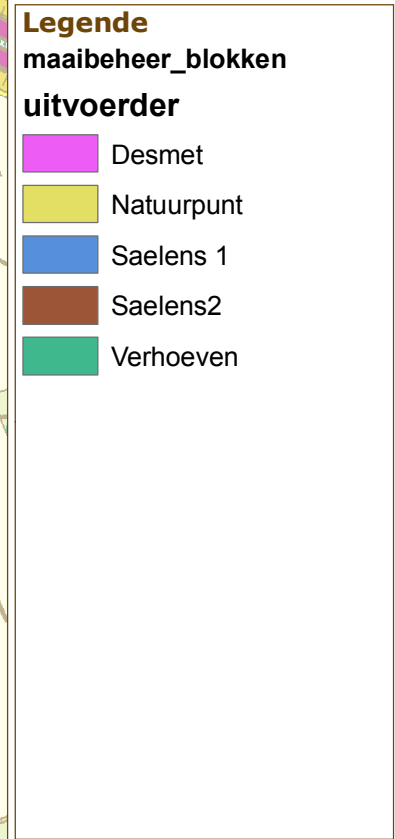 Legende
maaibeheer_blokken
uitvoerder
Desmet
Natuurpunt
Saelens 1
Saelens2
Verhoeven